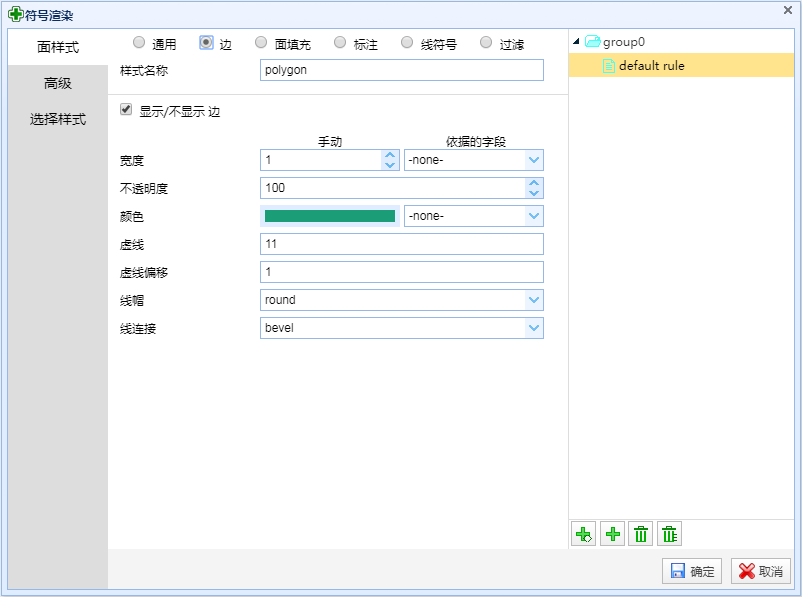 符号渲染
面样式
高级
选择样式
通用 边 面填充 标注 线符号 过滤
样式名称 polygon
显示/不显示 边
手动 依据的字段
宽度 1 -none-
不透明度 100
颜色 -none-
虚线 11
虚线偏移 1
线帽 round
线连接 bevel
group0
default rule
确定 取消